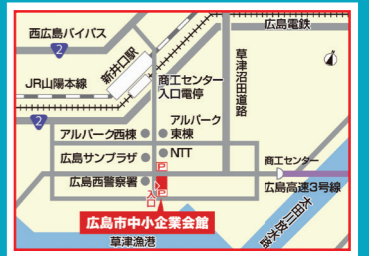 広島電鉄
西広島バイパス
2
新井口駅
草津沼田道路
JR山陽本線
商工センター
入口電停
2
アルパーク西棟
アルパーク
東棟
広島サンプラザ
NTT
P
商工センター
広島西警察署
入口
P
広島高速3号線
太田川放水路
広島市中小企業会館
草津漁港